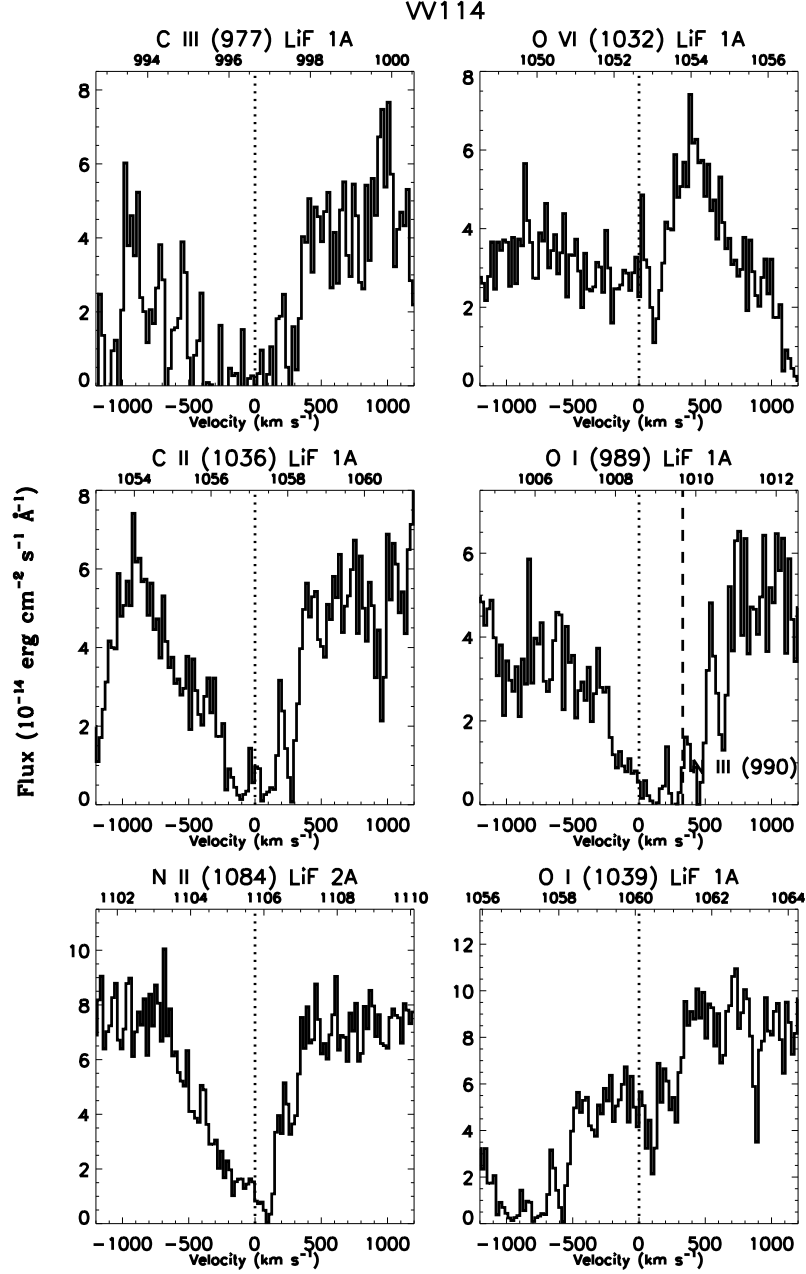 VV114
C III (977) LiF 1A
994 996 998 1000
8
6
4
2
0
−1000 −500 0 500 1000
Velocity (km s⁻¹)
O VI (1032) LiF 1A
1050 1052 1054 1056
8
6
4
2
0
−1000 −500 0 500 1000
Velocity (km s⁻¹)
Flux (10⁻¹⁴ erg cm⁻² s⁻¹ Å⁻¹)
C II (1036) LiF 1A
1054 1056 1058 1060
8
6
4
2
0
−1000 −500 0 500 1000
Velocity (km s⁻¹)
O I (989) LiF 1A
1006 1008 1010 1012
6
4
2
0
N III (990)
−1000 −500 0 500 1000
Velocity (km s⁻¹)
N II (1084) LiF 2A
1102 1104 1106 1108 1110
10
8
6
4
2
0
−1000 −500 0 500 1000
Velocity (km s⁻¹)
O I (1039) LiF 1A
1056 1058 1060 1062 1064
12
10
8
6
4
2
0
−1000 −500 0 500 1000
Velocity (km s⁻¹)